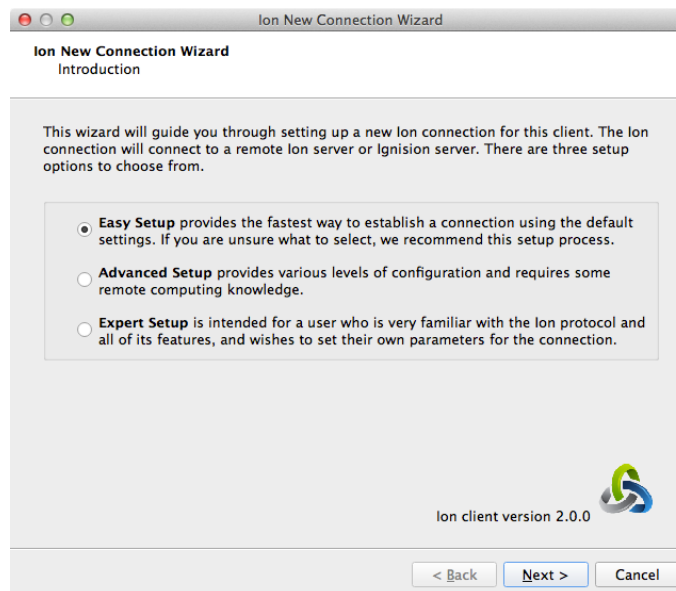 Ion New Connection Wizard
Ion New Connection Wizard
Introduction
This wizard will guide you through setting up a new Ion connection for this client. The Ion
connection will connect to a remote Ion server or Ignision server. There are three setup
options to choose from.
Easy Setup provides the fastest way to establish a connection using the default
settings. If you are unsure what to select, we recommend this setup process.
Advanced Setup provides various levels of configuration and requires some
remote computing knowledge.
Expert Setup is intended for a user who is very familiar with the Ion protocol and
all of its features, and wishes to set their own parameters for the connection.
Ion client version 2.0.0
< Back Next > Cancel